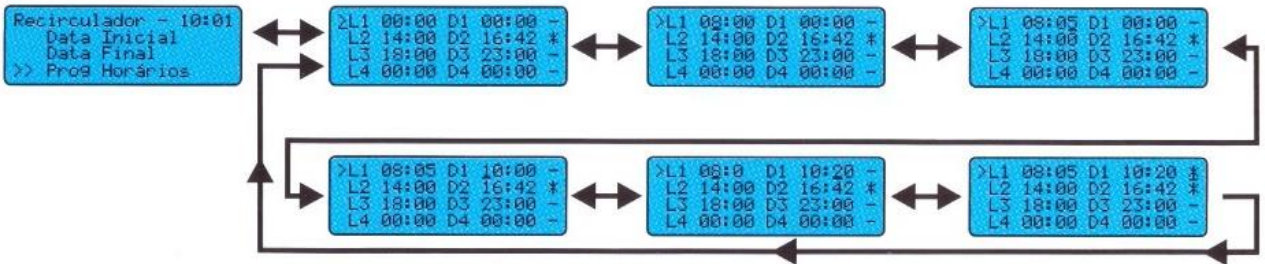 Recirculador - 10:01
Data Inicial
Data Final
>> Prog Horários
>L1 00:00 D1 00:00 -
L2 14:00 D2 16:42 *
L3 18:00 D3 23:00 -
L4 00:00 D4 00:00 -
>L1 08:00 D1 00:00 -
L2 14:00 D2 16:42 *
L3 18:00 D3 23:00 -
L4 00:00 D4 00:00 -
>L1 08:05 D1 00:00 -
L2 14:00 D2 16:42 *
L3 18:00 D3 23:00 -
L4 00:00 D4 00:00 -
>L1 08:05 D1 10:00 -
L2 14:00 D2 16:42 *
L3 18:00 D3 23:00 -
L4 00:00 D4 00:00 -
>L1 08:0 D1 10:20 -
L2 14:00 D2 16:42 *
L3 18:00 D3 23:00 -
L4 00:00 D4 00:00 -
>L1 08:05 D1 10:20 *
L2 14:00 D2 16:42 *
L3 18:00 D3 23:00 -
L4 00:00 D4 00:00 -